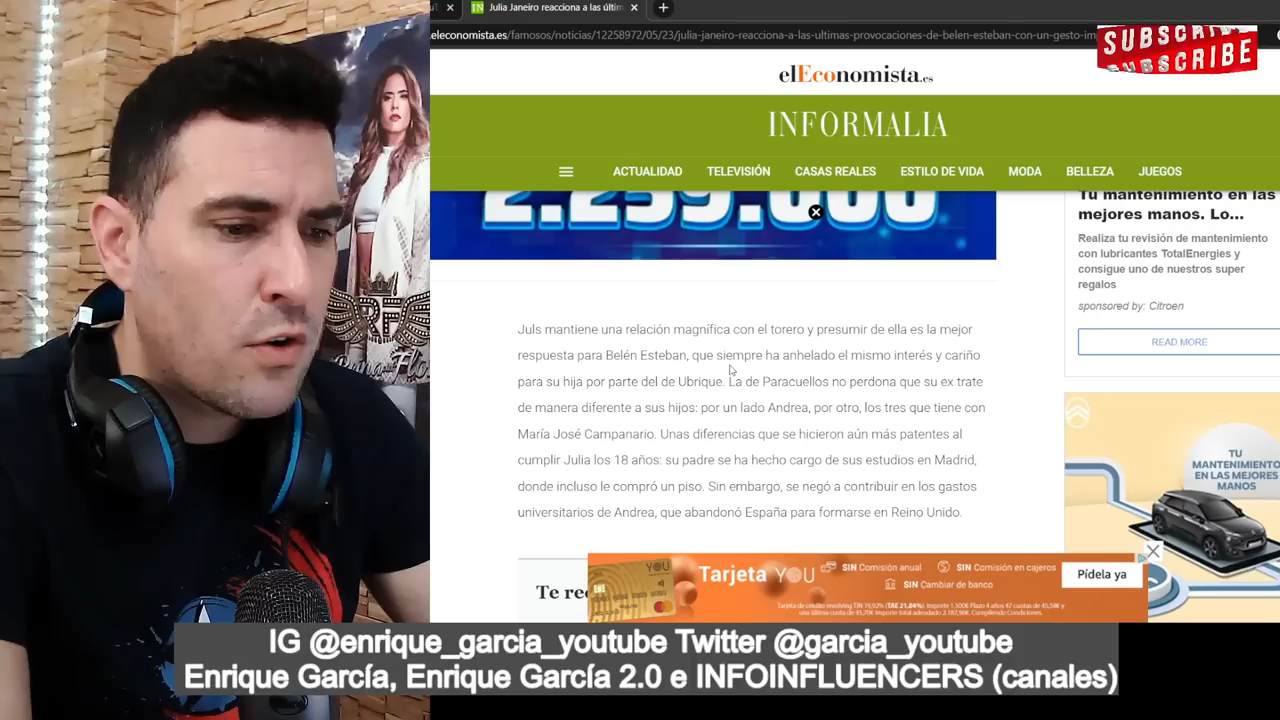 Julia Janeiro reacciona a las últim
eleconomista.es/famosos/noticias/12258972/05/23/julia-janeiro-reacciona-a-las-ultimas-provocaciones-de-belen-esteban-con-un-gesto-im
SUBSCRIBE
SUBSCRIBE
elEconomista.es
INFORMALIA
ACTUALIDAD TELEVISIÓN CASAS REALES ESTILO DE VIDA MODA BELLEZA JUEGOS
2.259.000
Tu mantenimiento en las
mejores manos. Lo...
Realiza tu revisión de mantenimiento
con lubricantes TotalEnergies y
consigue uno de nuestros super
regalos
sponsored by: Citroen
READ MORE
Juls mantiene una relación magnífica con el torero y presumir de ella es la mejor
respuesta para Belén Esteban, que siempre ha anhelado el mismo interés y cariño
para su hija por parte del de Ubrique. La de Paracuellos no perdona que su ex trate
de manera diferente a sus hijos: por un lado Andrea, por otro, los tres que tiene con
María José Campanario. Unas diferencias que se hicieron aún más patentes al
cumplir Julia los 18 años: su padre se ha hecho cargo de sus estudios en Madrid,
donde incluso le compró un piso. Sin embargo, se negó a contribuir en los gastos
universitarios de Andrea, que abandonó España para formarse en Reino Unido.
TU
MANTENIMIENTO
EN LAS MEJORES
MANOS
RF
Te re
YOU
Tarjeta YOU
SIN Comisión anual
SIN Comisión en cajeros
SIN Cambiar de banco
Pídela ya
IG @enrique_garcia_youtube Twitter @garcia_youtube
Enrique García, Enrique García 2.0 e INFOINFLUENCERS (canales)